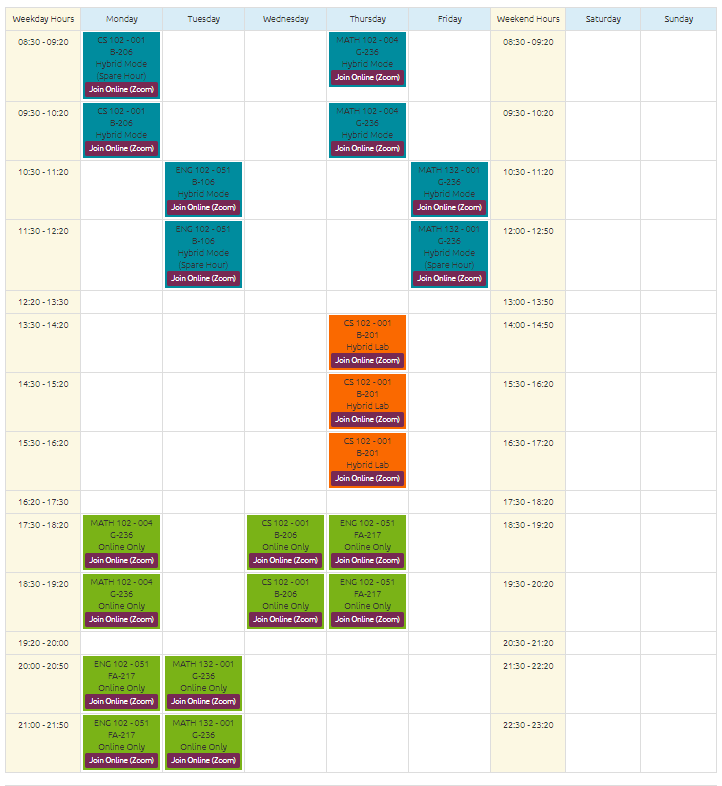 Weekday Hours Monday Tuesday Wednesday Thursday Friday Weekend Hours Saturday Sunday
08:30 - 09:20
CS 102 - 001
B-206
Hybrid Mode
(Spare Hour)
Join Online (Zoom)
MATH 102 - 004
G-236
Hybrid Mode
Join Online (Zoom)
08:30 - 09:20
09:30 - 10:20
CS 102 - 001
B-206
Hybrid Mode
Join Online (Zoom)
MATH 102 - 004
G-236
Hybrid Mode
Join Online (Zoom)
09:30 - 10:20
10:30 - 11:20
ENG 102 - 051
B-106
Hybrid Mode
Join Online (Zoom)
MATH 132 - 001
G-236
Hybrid Mode
Join Online (Zoom)
10:30 - 11:20
11:30 - 12:20
ENG 102 - 051
B-106
Hybrid Mode
(Spare Hour)
Join Online (Zoom)
MATH 132 - 001
G-236
Hybrid Mode
(Spare Hour)
Join Online (Zoom)
12:00 - 12:50
12:20 - 13:30
13:00 - 13:50
13:30 - 14:20
CS 102 - 001
B-201
Hybrid Lab
Join Online (Zoom)
14:00 - 14:50
14:30 - 15:20
CS 102 - 001
B-201
Hybrid Lab
Join Online (Zoom)
15:30 - 16:20
15:30 - 16:20
CS 102 - 001
B-201
Hybrid Lab
Join Online (Zoom)
16:30 - 17:20
16:20 - 17:30
17:30 - 18:20
17:30 - 18:20
MATH 102 - 004
G-236
Online Only
Join Online (Zoom)
CS 102 - 001
B-206
Online Only
Join Online (Zoom)
ENG 102 - 051
FA-217
Online Only
Join Online (Zoom)
18:30 - 19:20
18:30 - 19:20
MATH 102 - 004
G-236
Online Only
Join Online (Zoom)
CS 102 - 001
B-206
Online Only
Join Online (Zoom)
ENG 102 - 051
FA-217
Online Only
Join Online (Zoom)
19:30 - 20:20
19:20 - 20:00
20:30 - 21:20
20:00 - 20:50
ENG 102 - 051
FA-217
Online Only
Join Online (Zoom)
MATH 132 - 001
G-236
Online Only
Join Online (Zoom)
21:30 - 22:20
21:00 - 21:50
ENG 102 - 051
FA-217
Online Only
Join Online (Zoom)
MATH 132 - 001
G-236
Online Only
Join Online (Zoom)
22:30 - 23:20